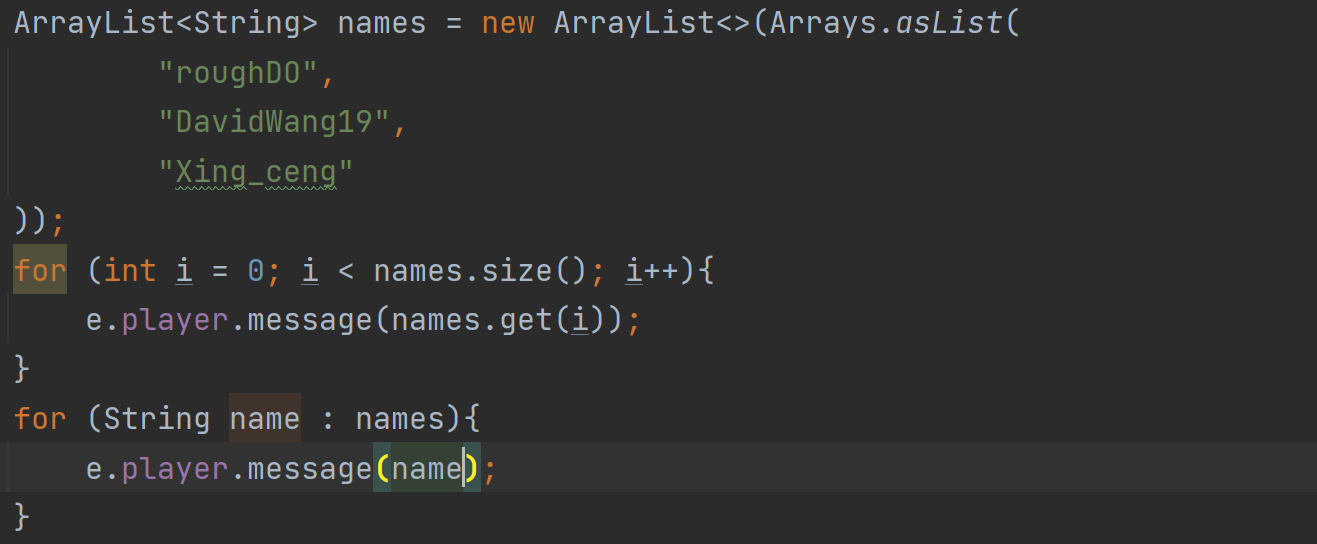 ArrayList<String> names = new ArrayList<>(Arrays.asList(
"roughDO",
"DavidWang19",
"Xing_ceng"
));
for (int i = 0; i < names.size(); i++){
e.player.message(names.get(i));
}
for (String name : names){
e.player.message(name);
}